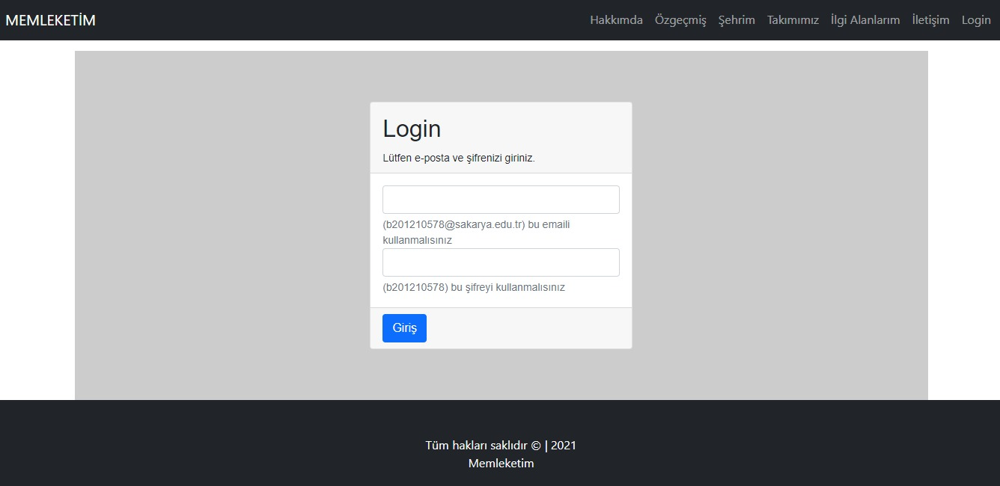 MEMLEKETİM
Hakkımda Özgeçmiş Şehrim Takımımız İlgi Alanlarım İletişim Login
Login
Lütfen e-posta ve şifrenizi giriniz.
(b201210578@sakarya.edu.tr) bu emaili
kullanmalısınız
(b201210578) bu şifreyi kullanmalısınız
Giriş
Tüm hakları saklıdır © | 2021
Memleketim